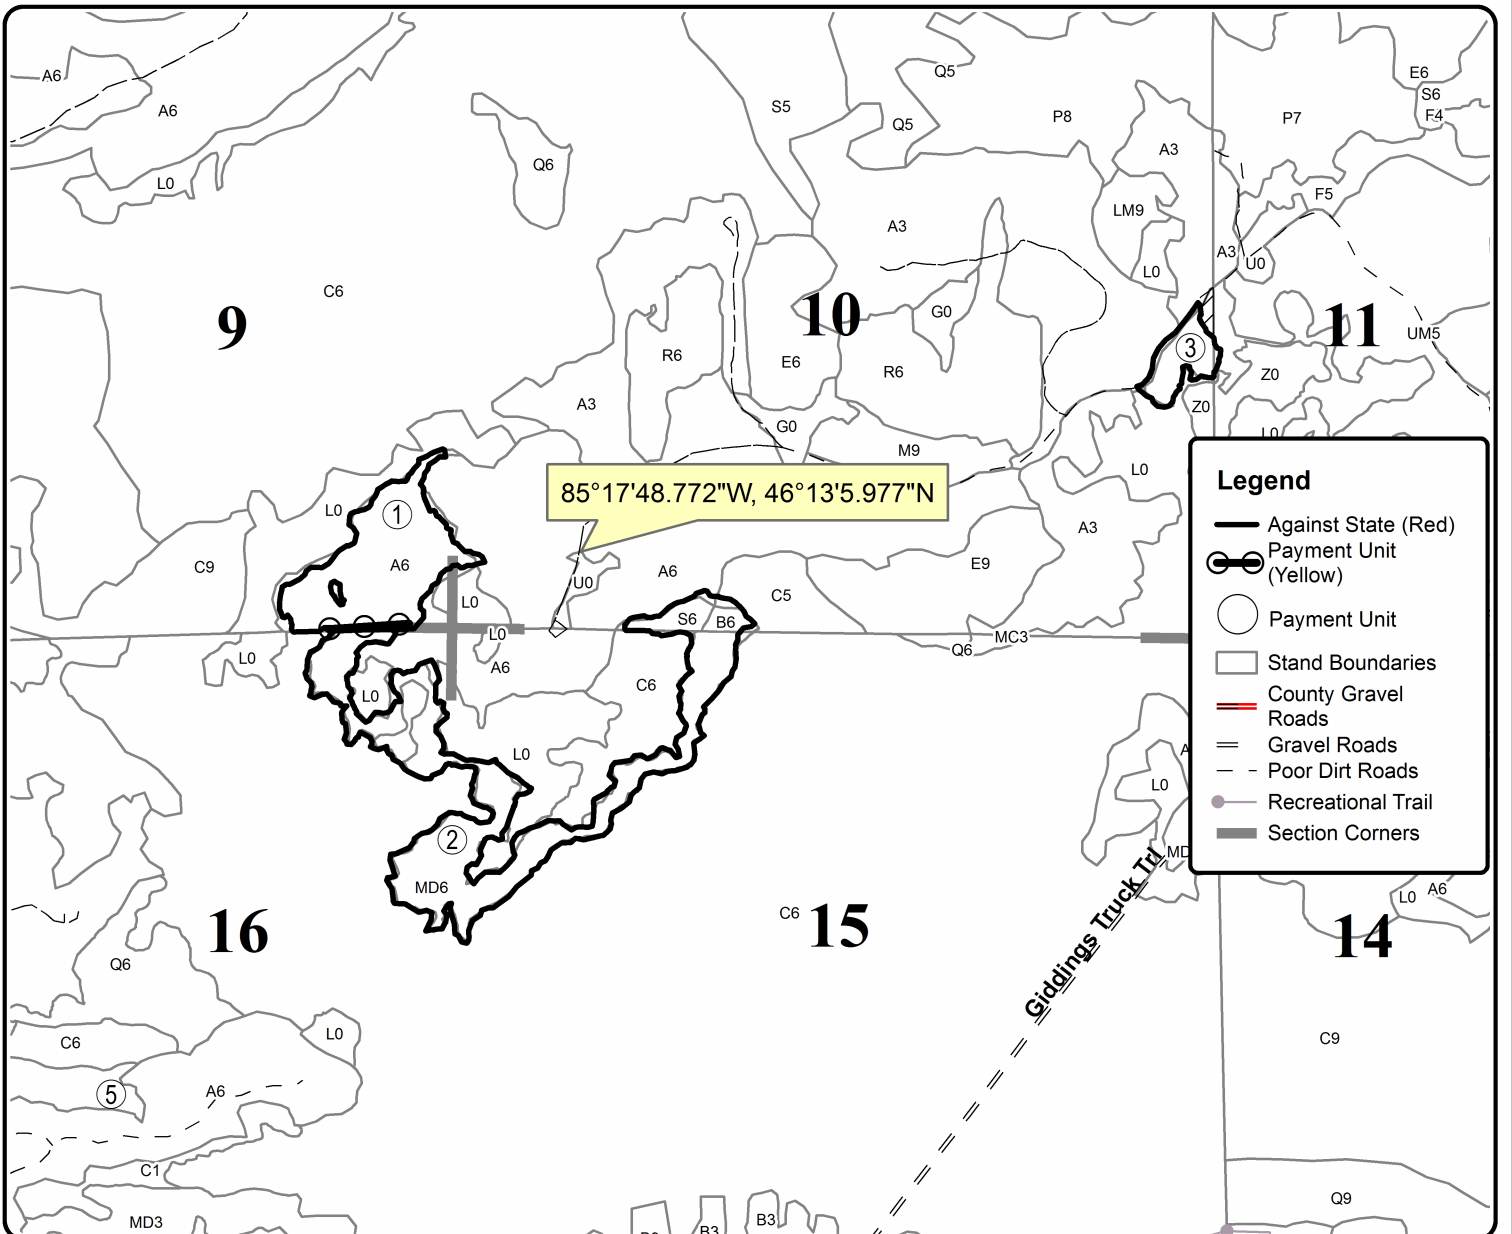 A6
A6
L0
Q6
S5
Q5
Q5
P8
A3
P7
E6
S6
F4
F5
LM9
A3
A3
U0
L0
C6
9
10
11
G0
UM5
R6
E6
R6
3
Z0
Z0
A3
G0
M9
L0
L0
85°17'48.772"W, 46°13'5.977"N
L0
1
A3
C9
A6
E9
U0
A6
C5
L0
S6
B6
L0
MC3
Q6
L0
A6
L0
C6
L0
Legend
Against State (Red)
Payment Unit
(Yellow)
Payment Unit
Stand Boundaries
County Gravel
Roads
Gravel Roads
Poor Dirt Roads
Recreational Trail
Section Corners
A
L0
MD
2
MD6
Giddings Truck Trl
L0
A6
16
C6
15
14
Q6
C6
L0
C9
5
A6
C1
MD3
B3
B3
Q9